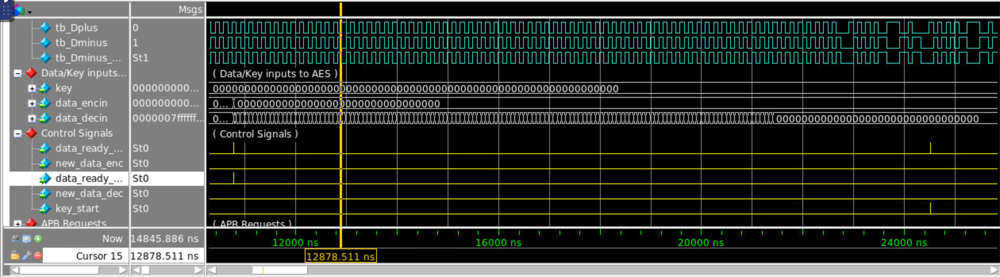 Msgs
tb_Dplus 0
tb_Dminus 1
tb_Dminus_... St1
Data/Key inputs... ( Data/Key inputs to AES )
key 000000000... 00000000000000000000000000000000000000000000000000000000000000000
data_encin 000000000... 0... 00000000000000000000000000000000
data_decin 0000007ffffff... 0... 00000000000000000000000000000000
Control Signals ( Control Signals )
data_ready_... St0
new_data_enc St0
data_ready_... St0
new_data_dec St0
key_start St0
APB Requests ( APB Requests )
Now 14845.886 ns 12000 ns 16000 ns 20000 ns 24000 ns
Cursor 15 12878.511 ns 12878.511 ns